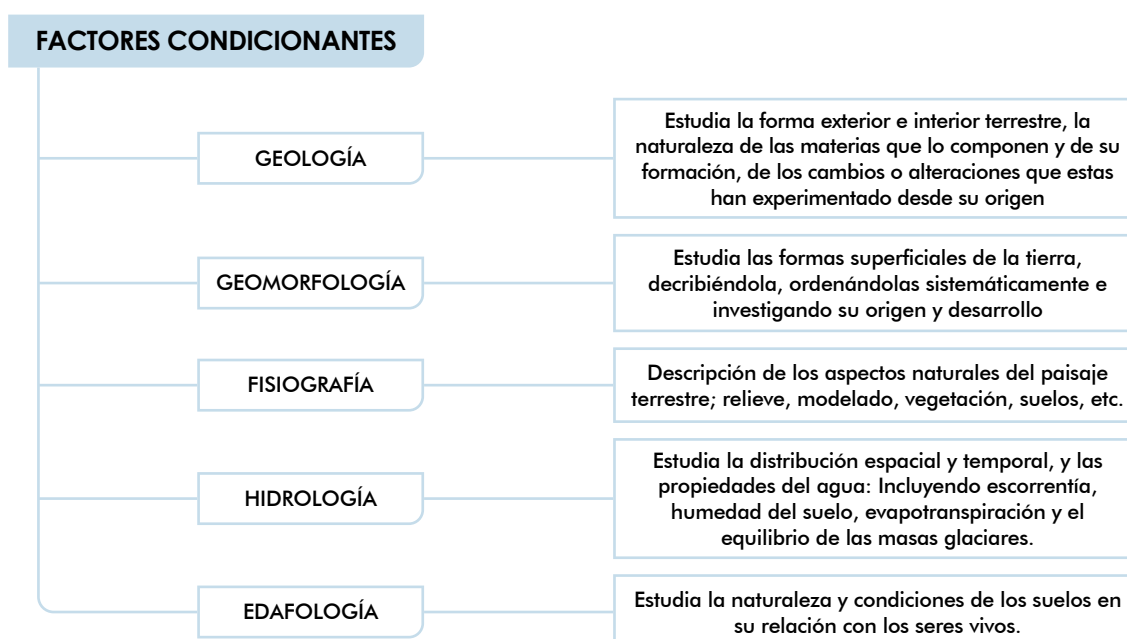 FACTORES CONDICIONANTES
GEOLOGÍA
Estudia la forma exterior e interior terrestre, la
naturaleza de las materias que lo componen y de su
formación, de los cambios o alteraciones que estas
han experimentado desde su origen
GEOMORFOLOGÍA
Estudia las formas superficiales de la tierra,
decribiéndola, ordenándolas sistemáticamente e
investigando su origen y desarrollo
FISIOGRAFÍA
Descripción de los aspectos naturales del paisaje
terrestre; relieve, modelado, vegetación, suelos, etc.
HIDROLOGÍA
Estudia la distribución espacial y temporal, y las
propiedades del agua: Incluyendo escorrentía,
humedad del suelo, evapotranspiración y el
equilibrio de las masas glaciares.
EDAFOLOGÍA
Estudia la naturaleza y condiciones de los suelos en
su relación con los seres vivos.